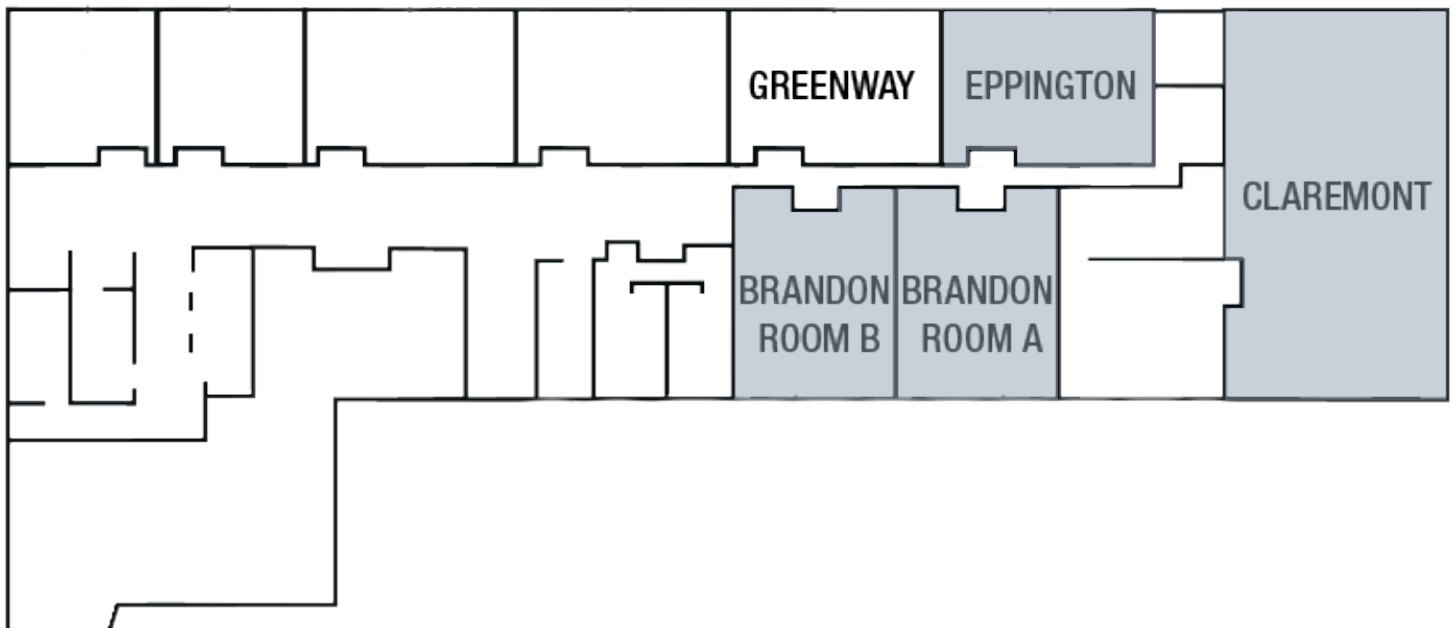 GREENWAY
EPPINGTON
CLAREMONT
BRANDON
ROOM B
BRANDON
ROOM A